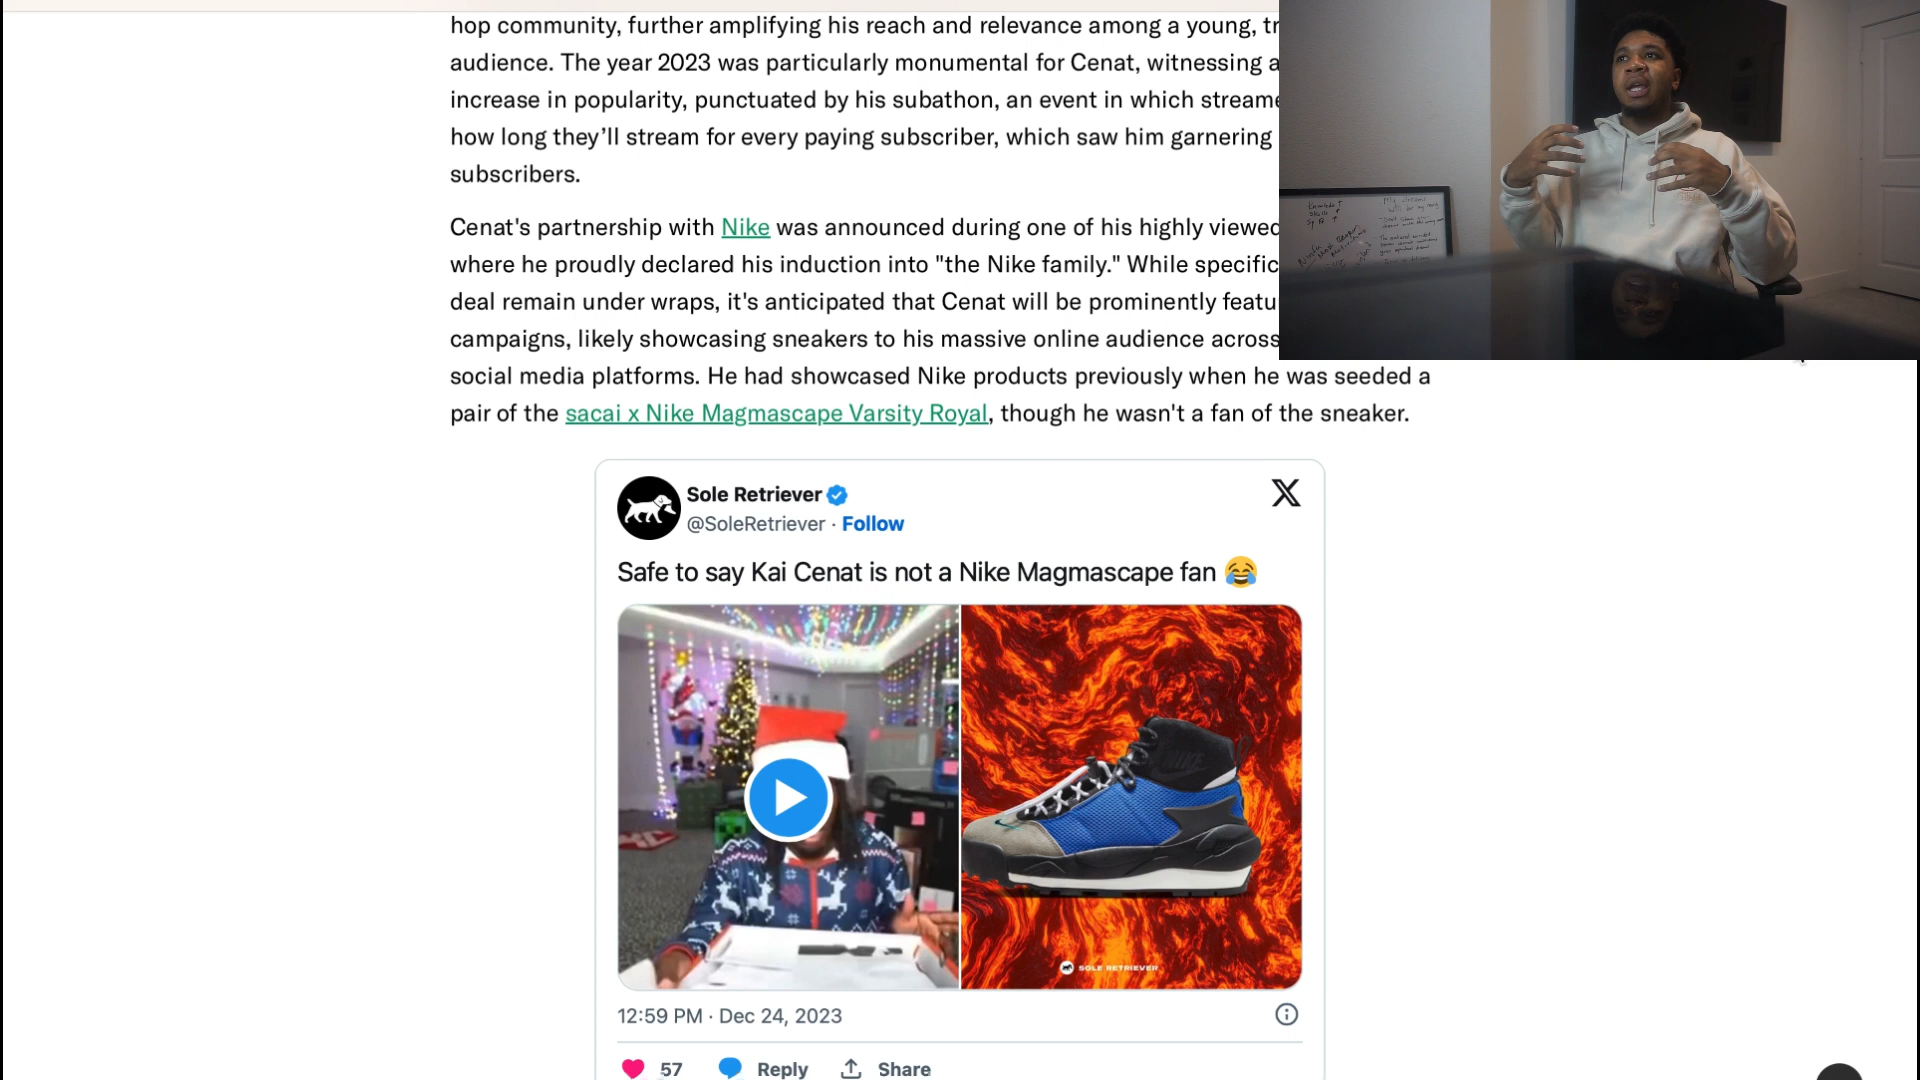 hop community, further amplifying his reach and relevance among a young, tr
audience. The year 2023 was particularly monumental for Cenat, witnessing a
increase in popularity, punctuated by his subathon, an event in which streame
how long they’ll stream for every paying subscriber, which saw him garnering
subscribers.
Cenat's partnership with Nike was announced during one of his highly viewed
where he proudly declared his induction into "the Nike family." While specific
deal remain under wraps, it's anticipated that Cenat will be prominently featu
campaigns, likely showcasing sneakers to his massive online audience across
social media platforms. He had showcased Nike products previously when he was seeded a
pair of the sacai x Nike Magmascape Varsity Royal, though he wasn't a fan of the sneaker.
Sole Retriever
@SoleRetriever · Follow
X
Safe to say Kai Cenat is not a Nike Magmascape fan 😂
NIKE
SOLE RETRIEVER
12:59 PM · Dec 24, 2023
57 Reply Share